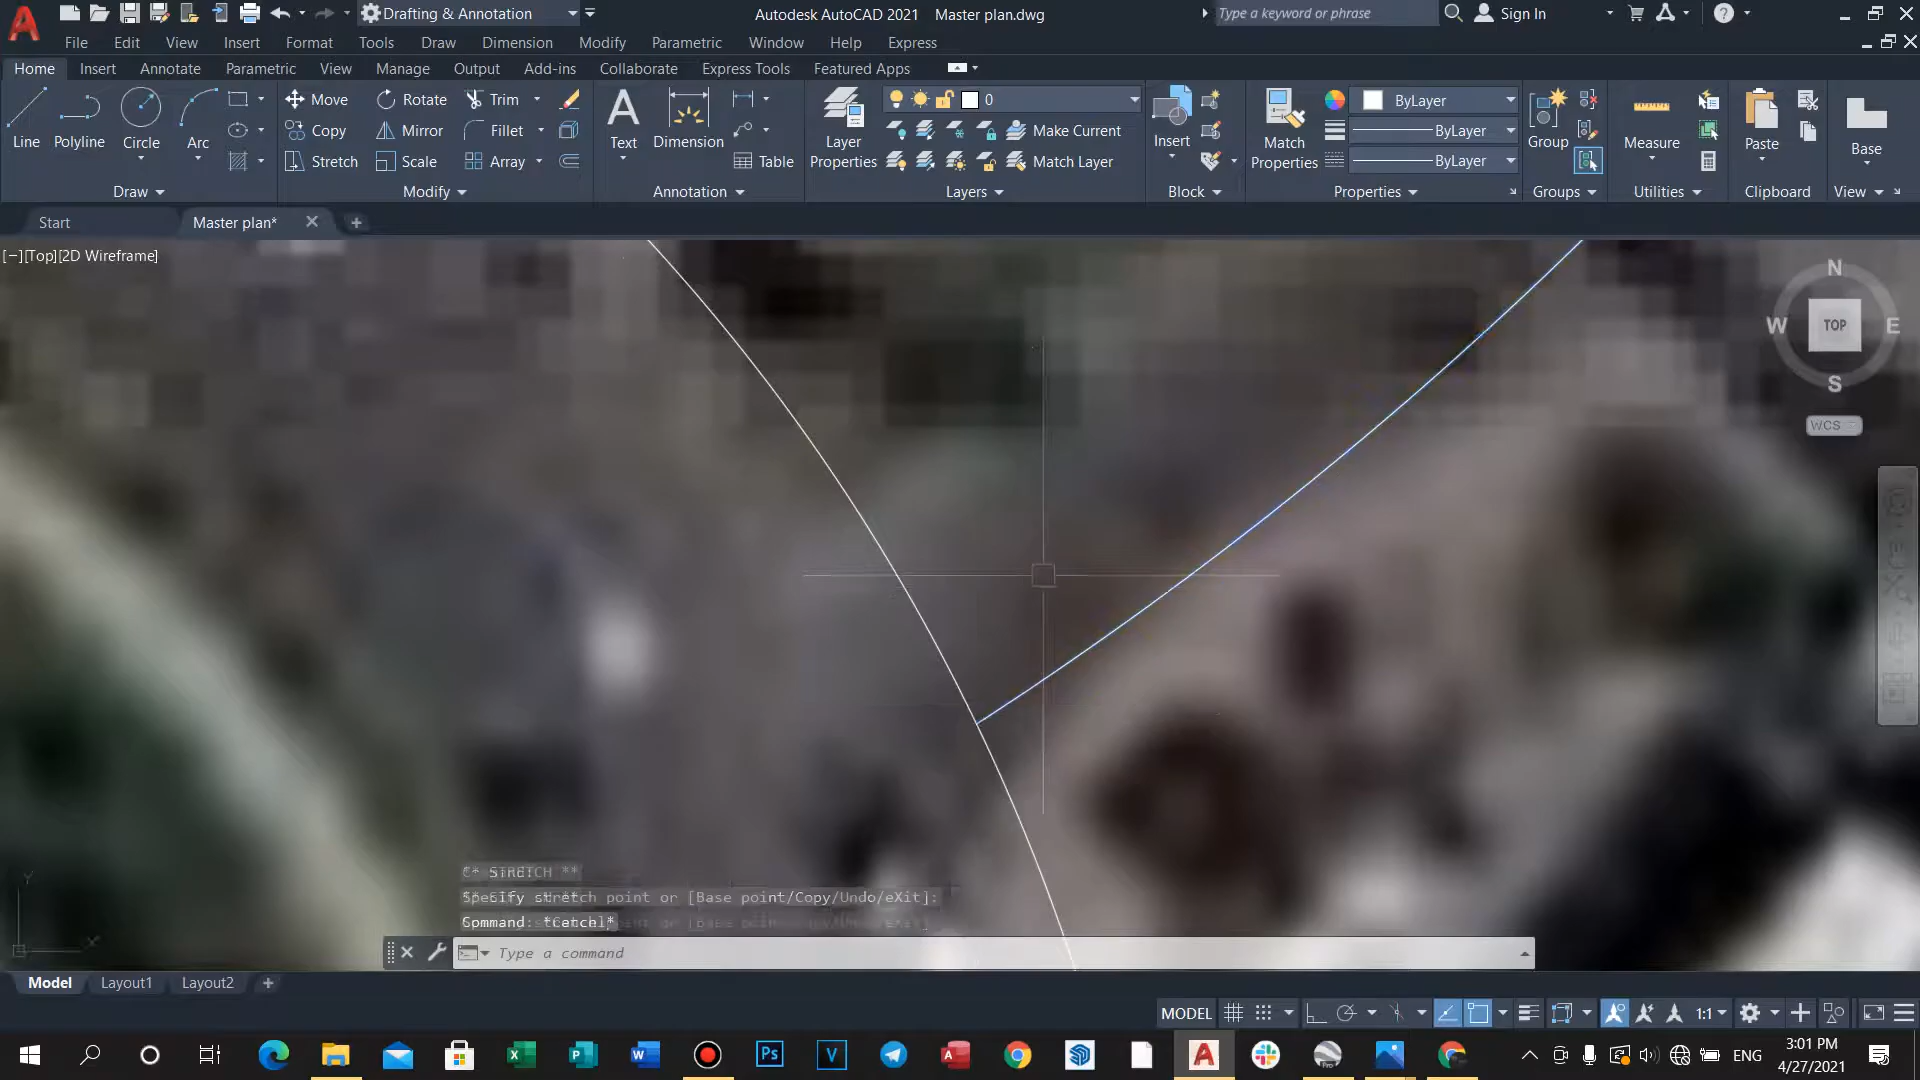 Drafting & Annotation
Autodesk AutoCAD 2021 Master plan.dwg
Type a keyword or phrase
Sign In
File Edit View Insert Format Tools Draw Dimension Modify Parametric Window Help Express
Home Insert Annotate Parametric View Manage Output Add-ins Collaborate Express Tools Featured Apps
Line Polyline Circle Arc
Move Rotate Trim
Copy Mirror Fillet
Stretch Scale Array
Text Dimension
Table
Layer Properties
0
Make Current
Match Layer
Insert
Match Properties
ByLayer
ByLayer
ByLayer
Group
Measure
Paste
Base
Draw Modify Annotation Layers Block Properties Groups Utilities Clipboard View
Start Master plan*
[−][Top][2D Wireframe]
N
W TOP E
S
WCS
Y
X
Specify stretch point or [Base point/Copy/Undo/eXit]:
Command: *Cancel*
Type a command
Model Layout1 Layout2
MODEL 1:1
ENG
3:01 PM
4/27/2021